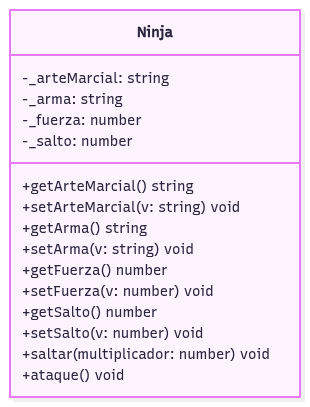 Ninja
-_arteMarcial: string
-_arma: string
-_fuerza: number
-_salto: number
+getArteMarcial() string
+setArteMarcial(v: string) void
+getArma() string
+setArma(v: string) void
+getFuerza() number
+setFuerza(v: number) void
+getSalto() number
+setSalto(v: number) void
+saltar(multiplicador: number) void
+ataque() void